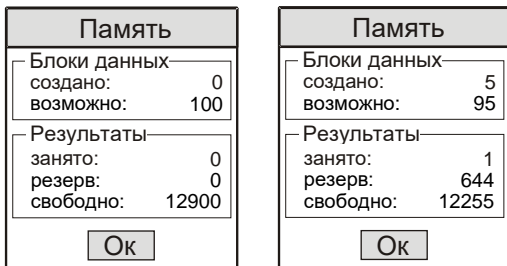 Память
Блоки данных
создано: 0
возможно: 100
Результаты
занято: 0
резерв: 0
свободно: 12900
Ок
Память
Блоки данных
создано: 5
возможно: 95
Результаты
занято: 1
резерв: 644
свободно: 12255
Ок